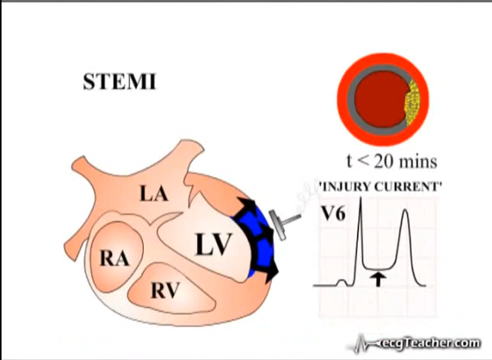 STEMI
t < 20 mins
'INJURY CURRENT'
V6
LA
LV
RA
RV
ecgTeacher.com